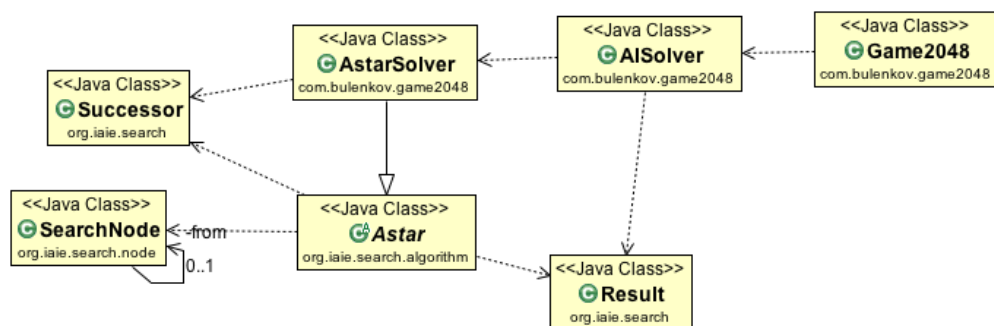 <<Java Class>>
AstarSolver
com.bulenkov.game2048
<<Java Class>>
AISolver
com.bulenkov.game2048
<<Java Class>>
Game2048
com.bulenkov.game2048
<<Java Class>>
Successor
org.iaie.search
<<Java Class>>
SearchNode
org.iaie.search.node
-from
0..1
<<Java Class>>
Astar
org.iaie.search.algorithm
<<Java Class>>
Result
org.iaie.search